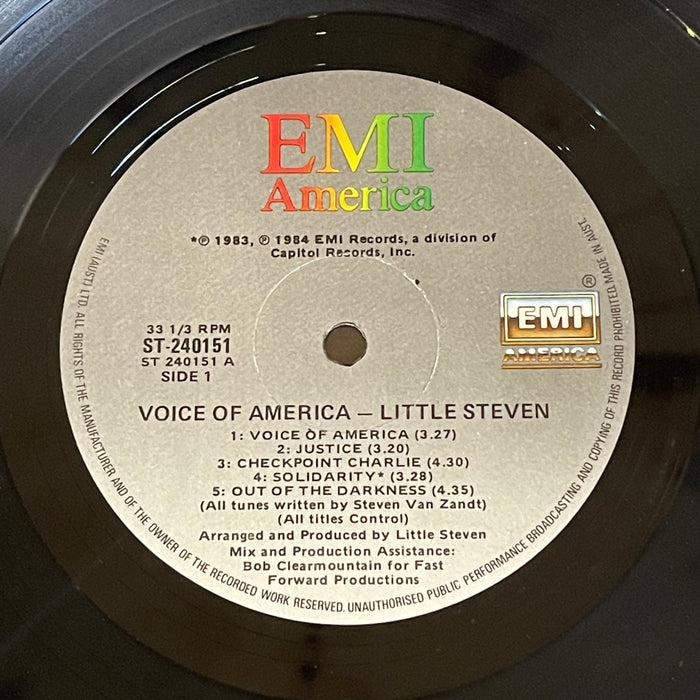 EMI
America
*℗ 1983, ℗ 1984 EMI Records, a division of
Capitol Records, Inc.
33 1/3 RPM
ST-240151
ST 240151 A
SIDE 1
®
EMI
AMERICA
VOICE OF AMERICA – LITTLE STEVEN
1: VOICE OF AMERICA (3.27)
2: JUSTICE (3.20)
3: CHECKPOINT CHARLIE (4.30)
4: SOLIDARITY* (3.28)
5: OUT OF THE DARKNESS (4.35)
(All tunes written by Steven Van Zandt)
(All titles Control)
Arranged and Produced by Little Steven
Mix and Production Assistance:
Bob Clearmountain for Fast
Forward Productions
EMI (AUST.) LTD. ALL RIGHTS OF THE MANUFACTURER AND OF THE OWNER OF THE RECORDED WORK RESERVED. UNAUTHORISED PUBLIC PERFORMANCE BROADCASTING AND COPYING OF THIS RECORD PROHIBITED. MADE IN AUST.